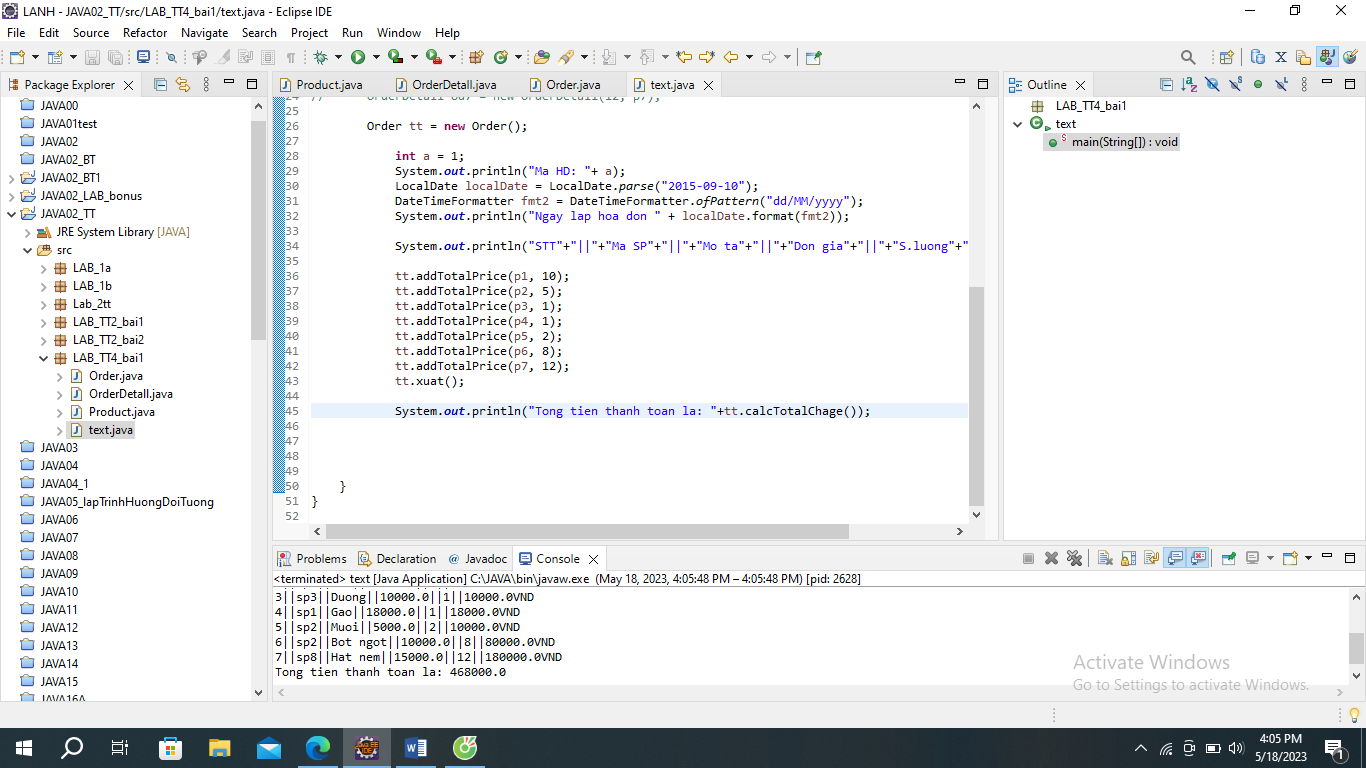 LANH - JAVA02_TT/src/LAB_TT4_bai1/text.java - Eclipse IDE
File Edit Source Refactor Navigate Search Project Run Window Help
Package Explorer
JAVA00
JAVA01test
JAVA02
JAVA02_BT
JAVA02_BT1
JAVA02_LAB_bonus
JAVA02_TT
JRE System Library [JAVA]
src
LAB_1a
LAB_1b
Lab_2tt
LAB_TT2_bai1
LAB_TT2_bai2
LAB_TT4_bai1
Order.java
OrderDetall.java
Product.java
text.java
JAVA03
JAVA04
JAVA04_1
JAVA05_lapTrinhHuongDoiTuong
JAVA06
JAVA07
JAVA08
JAVA09
JAVA10
JAVA11
JAVA12
JAVA13
JAVA14
JAVA15
JAVA16A
Product.java OrderDetall.java Order.java text.java
25
26 Order tt = new Order();
27
28 int a = 1;
29 System.out.println("Ma HD: "+ a);
30 LocalDate localDate = LocalDate.parse("2015-09-10");
31 DateTimeFormatter fmt2 = DateTimeFormatter.ofPattern("dd/MM/yyyy");
32 System.out.println("Ngay lap hoa don " + localDate.format(fmt2));
33
34 System.out.println("STT"+"||"+"Ma SP"+"||"+"Mo ta"+"||"+"Don gia"+"||"+"S.luong"+"
35
36 tt.addTotalPrice(p1, 10);
37 tt.addTotalPrice(p2, 5);
38 tt.addTotalPrice(p3, 1);
39 tt.addTotalPrice(p4, 1);
40 tt.addTotalPrice(p5, 2);
41 tt.addTotalPrice(p6, 8);
42 tt.addTotalPrice(p7, 12);
43 tt.xuat();
44
45 System.out.println("Tong tien thanh toan la: "+tt.calcTotalChage());
46
47
48
49
50 }
51 }
52
Outline
LAB_TT4_bai1
text
S main(String[]) : void
Problems @ Declaration Javadoc Console
<terminated> text [Java Application] C:\JAVA\bin\javaw.exe (May 18, 2023, 4:05:48 PM – 4:05:48 PM) [pid: 2628]
3||sp3||Duong||10000.0||1||10000.0VND
4||sp1||Gao||18000.0||1||18000.0VND
5||sp2||Muoi||5000.0||2||10000.0VND
6||sp2||Bot ngot||10000.0||8||80000.0VND
7||sp8||Hat nem||15000.0||12||180000.0VND
Tong tien thanh toan la: 468000.0
Activate Windows
Go to Settings to activate Windows.
4:05 PM
5/18/2023
1